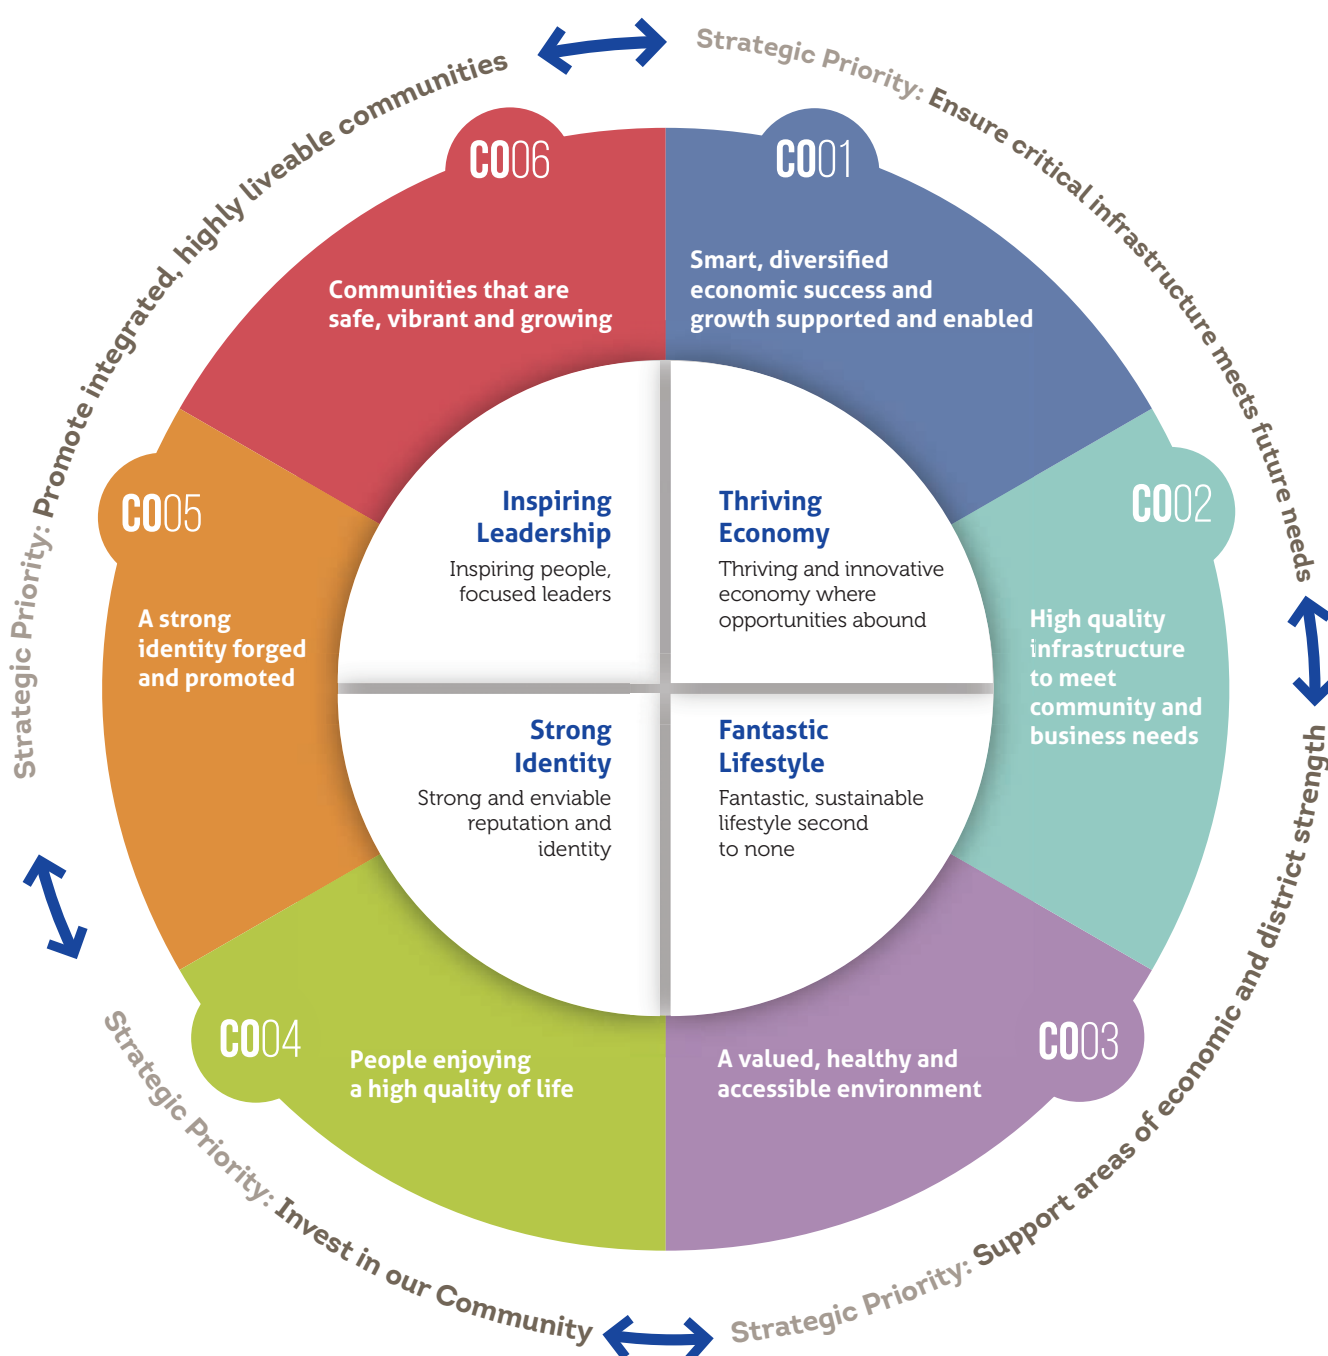 Strategic Priority: Ensure critical infrastructure meets future needs
Strategic Priority: Support areas of economic and district strength
Strategic Priority: Invest in our Community
Strategic Priority: Promote integrated, highly liveable communities
CO01
Smart, diversified
economic success and
growth supported and enabled
CO02
High quality
infrastructure
to meet
community and
business needs
CO03
A valued, healthy and
accessible environment
CO04
People enjoying
a high quality of life
CO05
A strong
identity forged
and promoted
CO06
Communities that are
safe, vibrant and growing
Inspiring
Leadership
Inspiring people,
focused leaders
Thriving
Economy
Thriving and innovative
economy where
opportunities abound
Strong
Identity
Strong and enviable
reputation and
identity
Fantastic
Lifestyle
Fantastic, sustainable
lifestyle second
to none